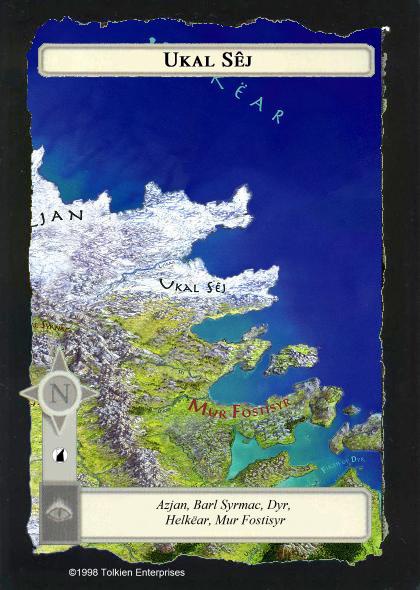 UKAL SÊJ
KËAR
JAN
UKAL SÊJ
MUR FOSTISYR
N
Azjan, Barl Syrmac, Dyr,
Helkëar, Mur Fostisyr
©1998 Tolkien Enterprises